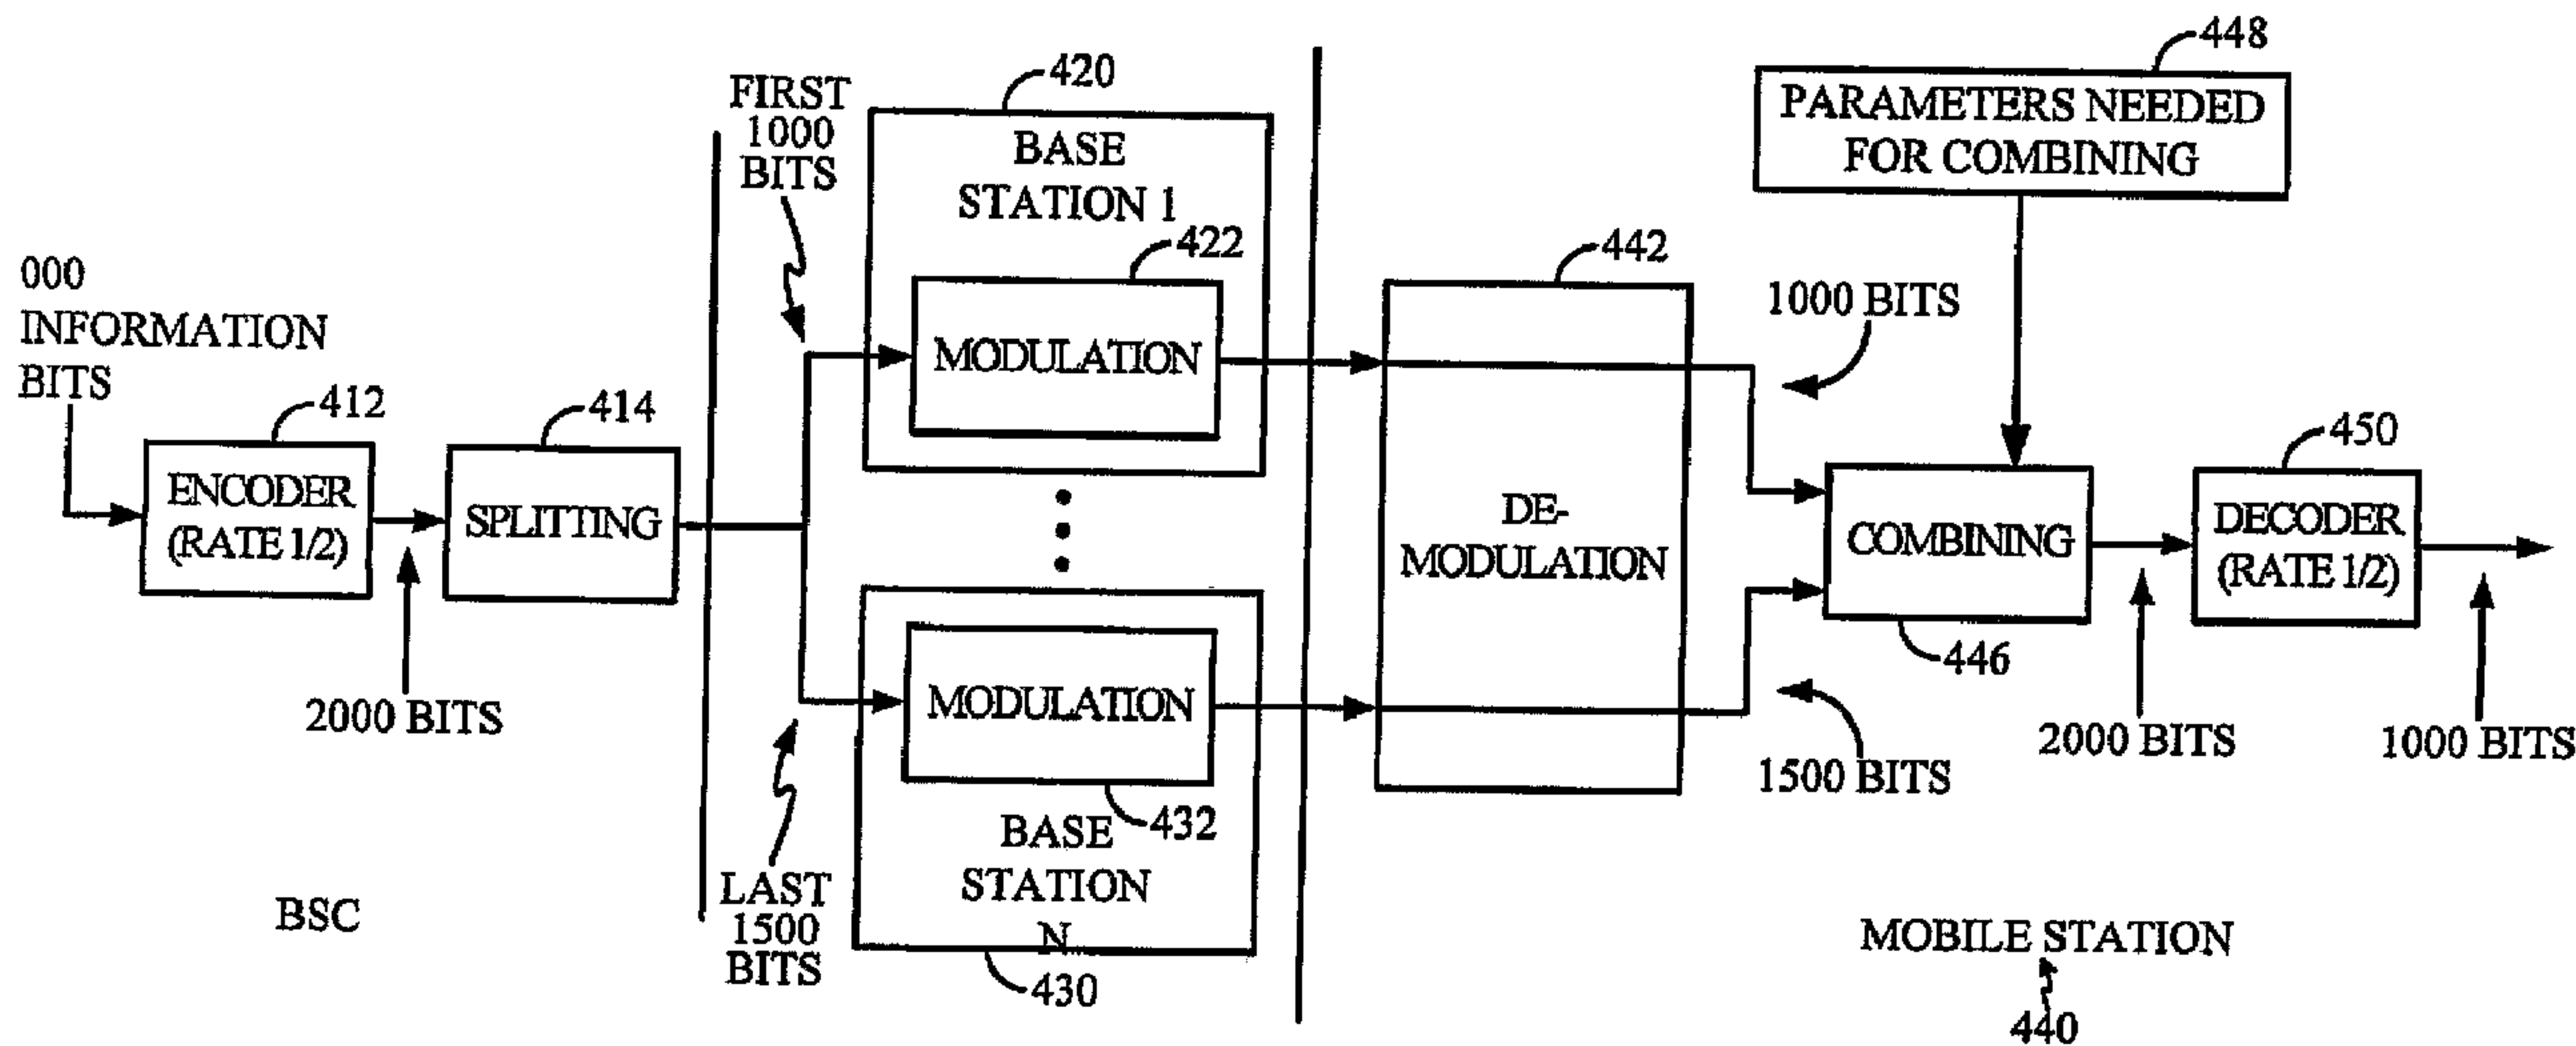 448
PARAMETERS NEEDED
FOR COMBINING
420
FIRST
1000
BITS
BASE
STATION 1
422
MODULATION
442
1000 BITS
000
INFORMATION
BITS
412
ENCODER
(RATE 1/2)
414
SPLITTING
2000 BITS
DE-
MODULATION
COMBINING
446
450
DECODER
(RATE 1/2)
MODULATION
432
BASE
STATION
N
430
LAST
1500
BITS
1500 BITS
2000 BITS
1000 BITS
BSC
MOBILE STATION
440